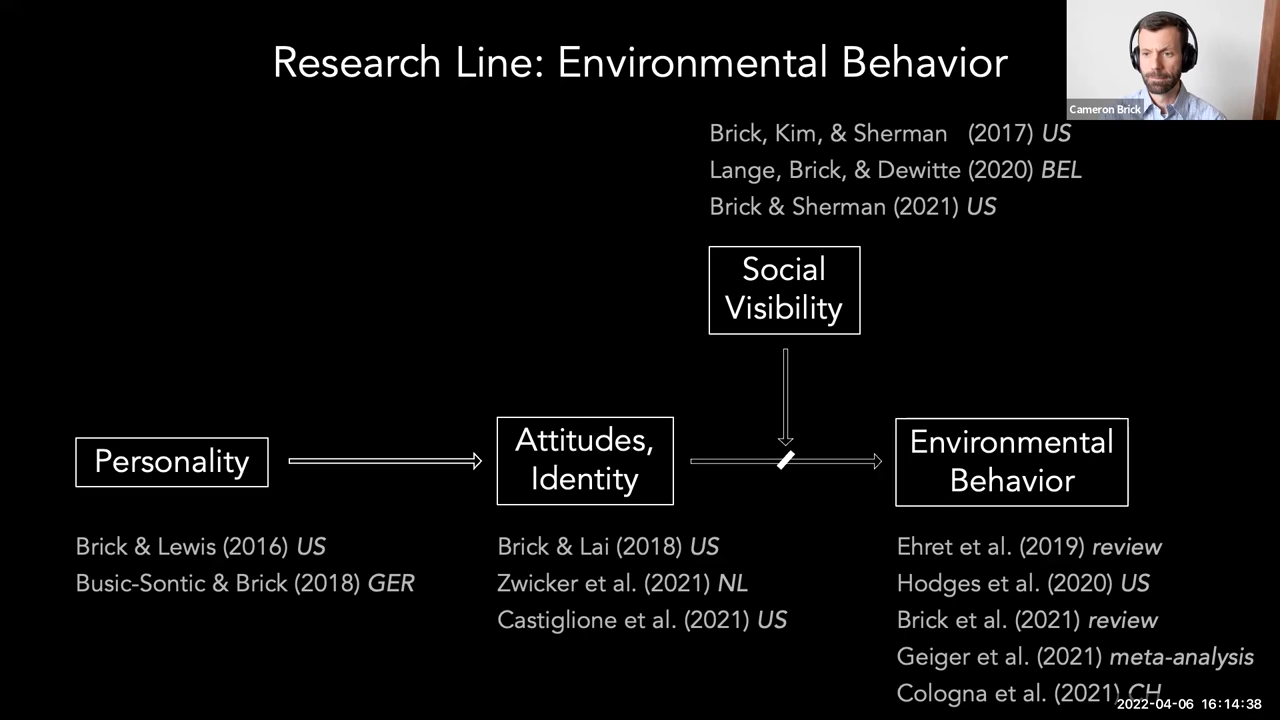 Research Line: Environmental Behavior
Cameron Brick
Brick, Kim, & Sherman (2017) US
Lange, Brick, & Dewitte (2020) BEL
Brick & Sherman (2021) US
Social
Visibility
Personality
Attitudes,
Identity
Environmental
Behavior
Brick & Lewis (2016) US
Busic-Sontic & Brick (2018) GER
Brick & Lai (2018) US
Zwicker et al. (2021) NL
Castiglione et al. (2021) US
Ehret et al. (2019) review
Hodges et al. (2020) US
Brick et al. (2021) review
Geiger et al. (2021) meta-analysis
Cologna et al. (2021) CH
2022-04-06 16:14:38